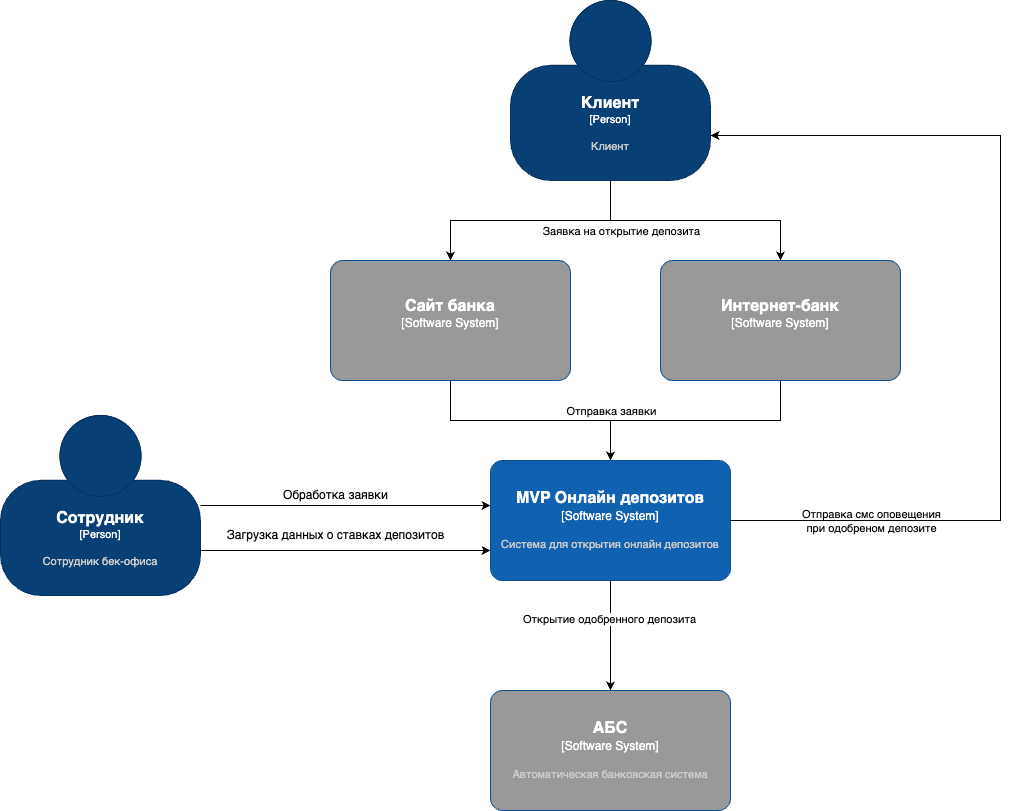 Клиент
[Person]
Клиент
Заявка на открытие депозита
Сайт банка
[Software System]
Интернет-банк
[Software System]
Отправка заявки
Сотрудник
[Person]
Сотрудник бек-офиса
Обработка заявки
Загрузка данных о ставках депозитов
MVP Онлайн депозитов
[Software System]
Система для открытия онлайн депозитов
Отправка смс оповещения
при одобреном депозите
Открытие одобренного депозита
АБС
[Software System]
Автоматическая банковская система